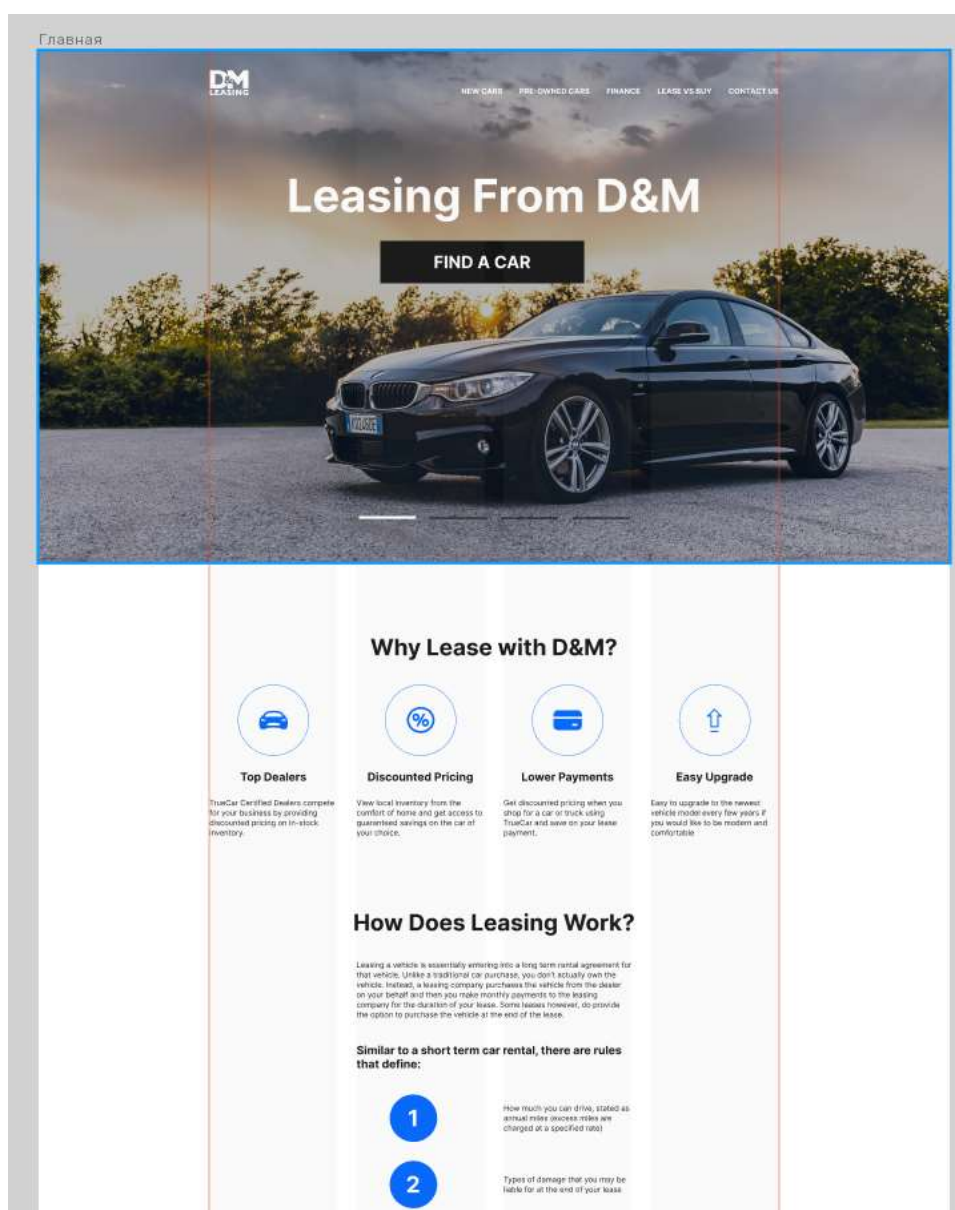 Главная
D&M
LEASING
NEW CARS PRE-OWNED CARS FINANCE LEASE VS BUY CONTACT US
Leasing From D&M
FIND A CAR
Why Lease with D&M?
Top Dealers
Discounted Pricing
Lower Payments
Easy Upgrade
TrueCar Certified Dealers compete
for your business by providing
discounted pricing on in-stock
inventory.
View local inventory from the
comfort of home and get access to
guaranteed savings on the car of
your choice.
Get discounted pricing when you
shop for a car or truck using
TrueCar and save on your lease
payment.
Easy to upgrade to the newest
vehicle model every few years if
you would like to be modern and
comfortable
How Does Leasing Work?
Leasing a vehicle is essentially entering into a long term rental agreement for
that vehicle. Unlike a traditional car purchase, you don't actually own the
vehicle. Instead, a leasing company purchases the vehicle from the dealer
on your behalf and then you make monthly payments to the leasing
company for the duration of your lease. Some leases however, do provide
the option to purchase the vehicle at the end of the lease.
Similar to a short term car rental, there are rules
that define:
1
How much you can drive, stated as
annual miles (excess miles are
charged at a specified rate)
2
Types of damage that you may be
liable for at the end of your lease